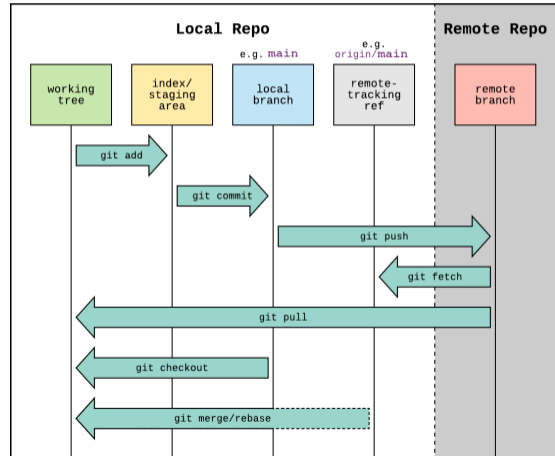 Local Repo
Remote Repo
e.g. main
e.g.
origin/main
working
tree
index/
staging
area
local
branch
remote-
tracking
ref
remote
branch
git add
git commit
git push
git fetch
git pull
git checkout
git merge/rebase